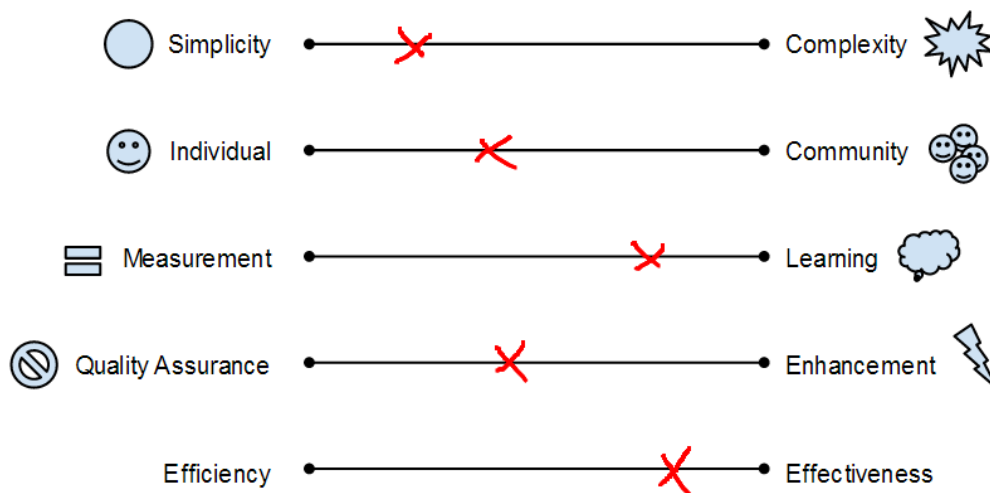 Simplicity Complexity
Individual Community
Measurement Learning
Quality Assurance Enhancement
Efficiency Effectiveness